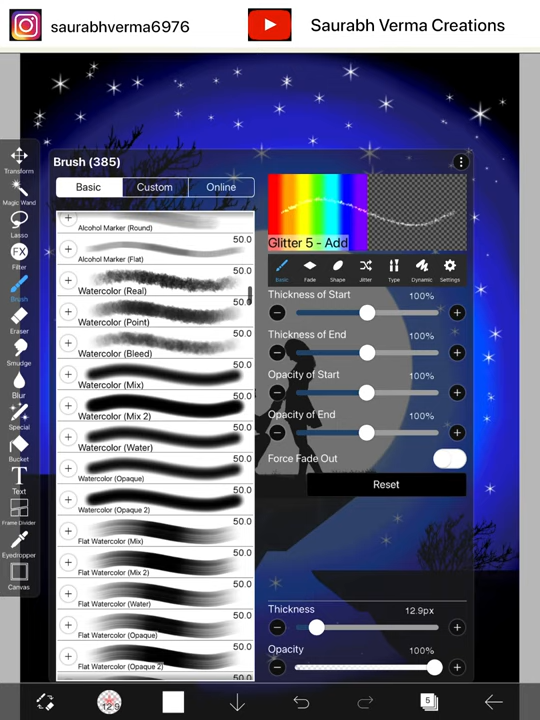 saurabhverma6976
Saurabh Verma Creations
Transform
Magic Wand
Lasso
FX
Filter
Brush
Eraser
Smudge
Blur
Special
Bucket
T
Text
Frame Divider
Eyedropper
Canvas
Brush (385)
Basic
Custom
Online
Alcohol Marker (Round)
50.0
Alcohol Marker (Flat)
50.0
Watercolor (Real)
50.0
Watercolor (Point)
50.0
Watercolor (Bleed)
50.0
Watercolor (Mix)
50.0
Watercolor (Mix 2)
50.0
Watercolor (Water)
50.0
Watercolor (Opaque)
50.0
Watercolor (Opaque 2)
50.0
Flat Watercolor (Mix)
50.0
Flat Watercolor (Mix 2)
50.0
Flat Watercolor (Water)
50.0
Flat Watercolor (Opaque)
50.0
Flat Watercolor (Opaque 2)
Glitter 5 - Add
Basic
Fade
Shape
Jitter
Type
Dynamic
Settings
Thickness of Start 100%
Thickness of End 100%
Opacity of Start 100%
Opacity of End 100%
Force Fade Out
Reset
Thickness 12.9px
Opacity 100%
12.9
5